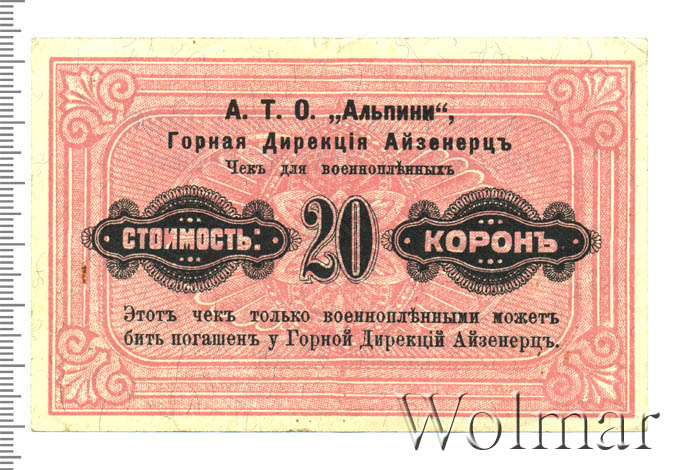 А. Т. О. „Альпини“,
Горная Дирекція Айзенерцъ
Чекъ для военноплѣнныхъ
СТОИМОСТЬ: 20 КОРОНЪ
Этотъ чекъ только военноплѣнными можетъ
бить погашен у Горной Дирекцій Айзенерцъ.
Wolmar